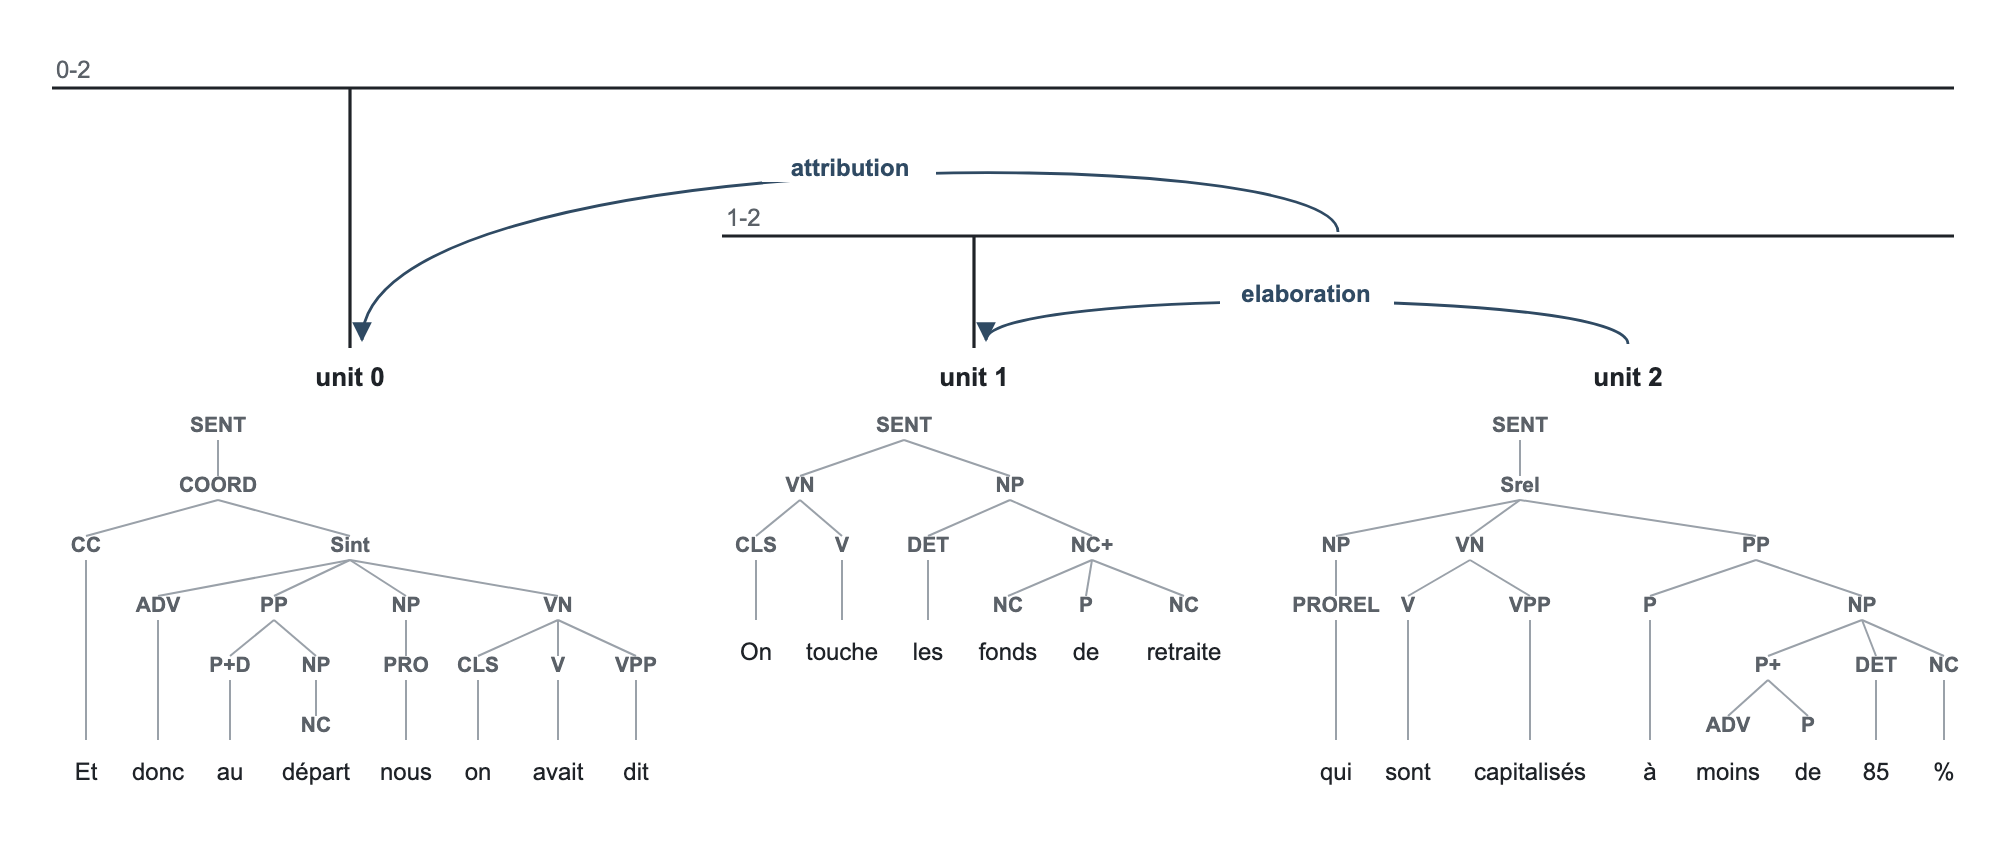 0-2
attribution
1-2
elaboration
unit 0 unit 1 unit 2
SENT SENT SENT
COORD VN NP Srel
CC Sint CLS V DET NC+ NP VN PP
ADV PP NP VN NC P NC PROREL V VPP P NP
On touche les fonds de retraite
P+D NP PRO CLS V VPP P+ DET NC
NC ADV P
Et donc au départ nous on avait dit qui sont capitalisés à moins de 85 %